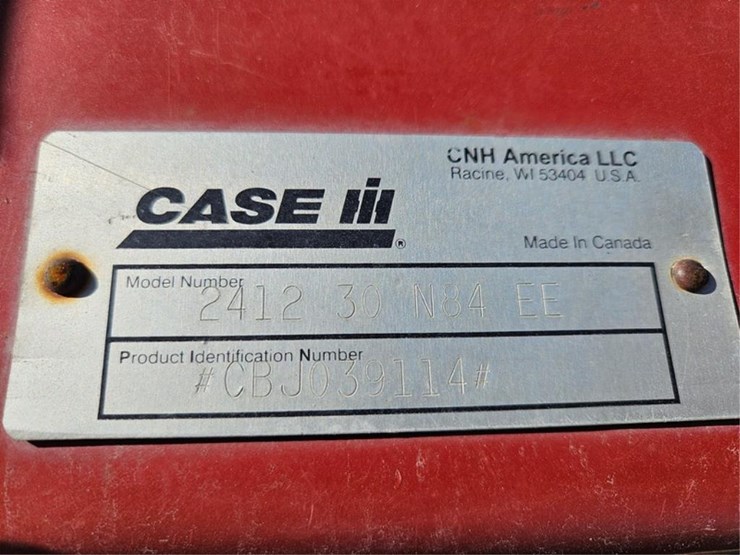 CNH America LLC
Racine, WI 53404 U.S.A.
CASE IH
®
Made In Canada
Model Number
2412 30 N84 EE
Product Identification Number
#CBJ039114#